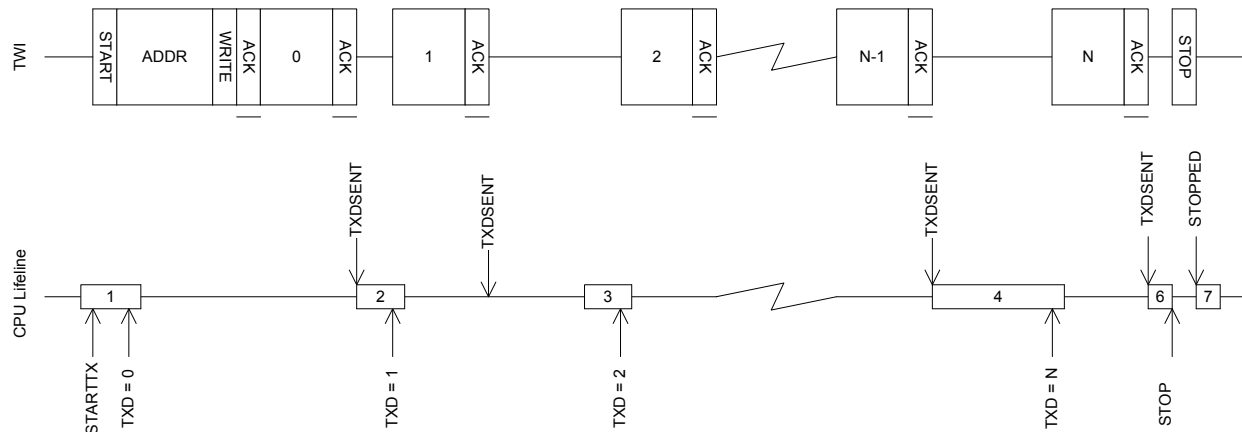 TWI
START
ADDR
WRITE
ACK
0
ACK
1
ACK
2
ACK
N-1
ACK
N
ACK
STOP
CPU Lifeline
TXDSENT
TXDSENT
TXDSENT
TXDSENT
STOPPED
1
2
3
4
6
7
STARTTX
TXD = 0
TXD = 1
TXD = 2
TXD = N
STOP